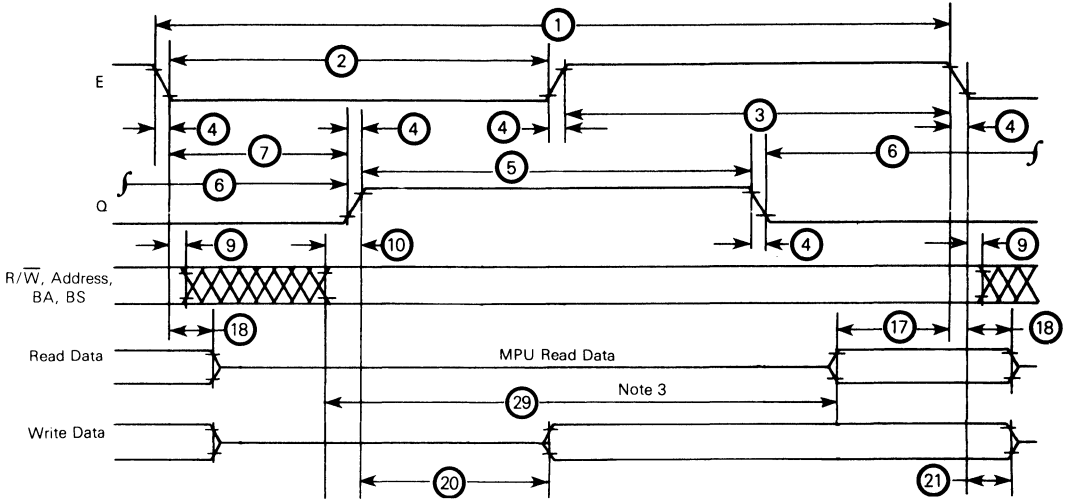 1
2
E
3
4
4
4
4
7
6
5
6
Q
9
10
4
9
R/W̅, Address,
BA, BS
18
17
18
Read Data
MPU Read Data
Note 3
29
Write Data
20
21